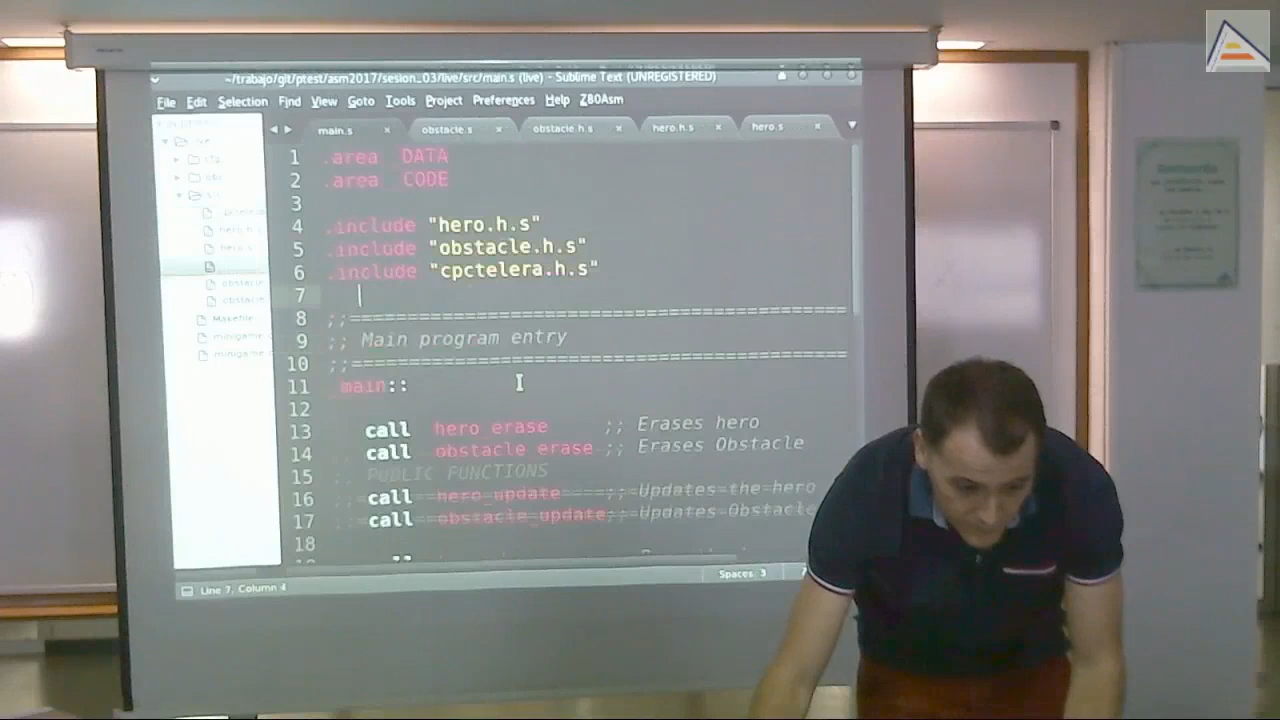 ~/trabajo/git/ptest/asm2017/sesion_03/live/src/main.s (live) - Sublime Text (UNREGISTERED)
File Edit Selection Find View Goto Tools Project Preferences Help Z80Asm
main.s × obstacle.s × obstacle.h.s × hero.h.s × hero.s ×
1 .area DATA
2 .area CODE
3
4 .include "hero.h.s"
5 .include "obstacle.h.s"
6 .include "cpctelera.h.s"
7
8 ;;=============================================
9 ;; Main program entry
10 ;;=============================================
11 _main::
12
13 call hero_erase ;; Erases hero
14 call obstacle_erase ;; Erases Obstacle
15 PUBLIC FUNCTIONS
16 call hero_update ;; Updates the hero
17 call obstacle_update;; Updates Obstacle
18
Makefile
minigame
minigame
Line 7, Column 4
Spaces: 3